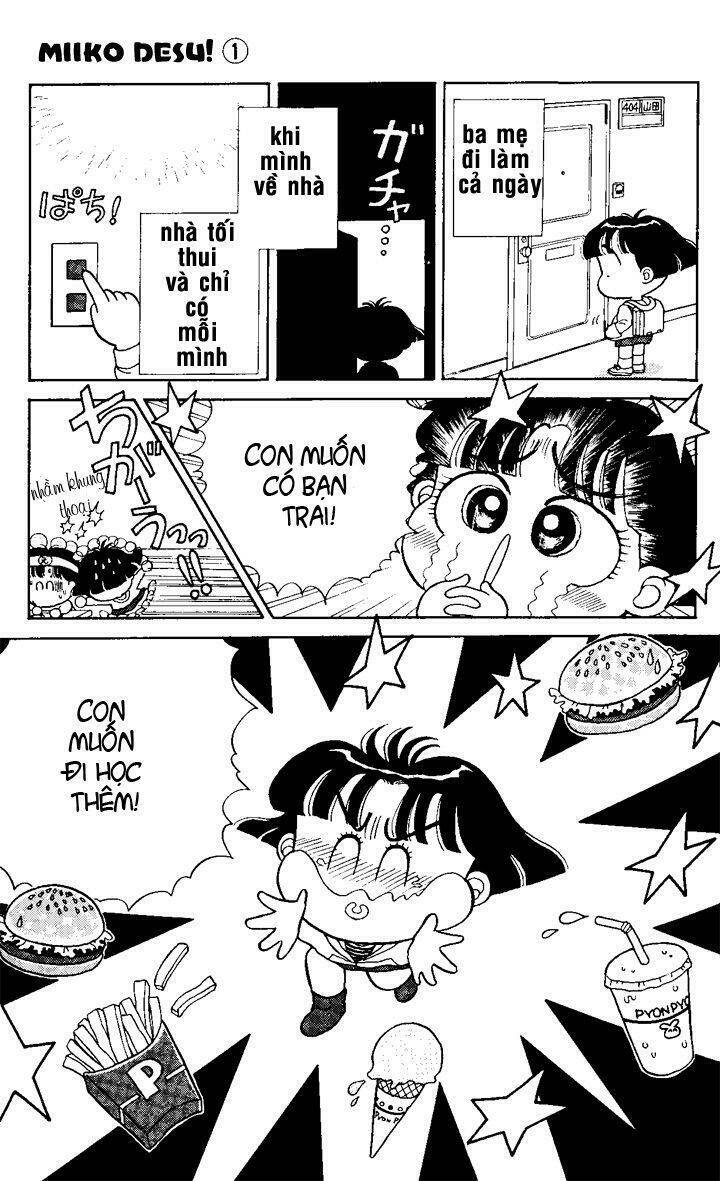 MIIKO DESU! ①
404 山田
ba mẹ
đi làm
cả ngày
ガチャ...
khi
mình
về nhà
nhà tối
thui
và chỉ
có
mỗi
mình
ぱち!
CON MUỐN
CÓ BẠN
TRAI!
ちが~うっっ!!
nhầm khung
thoại
CON
MUỐN
ĐI HỌC
THÊM!
P
PYON P
PYONPYO